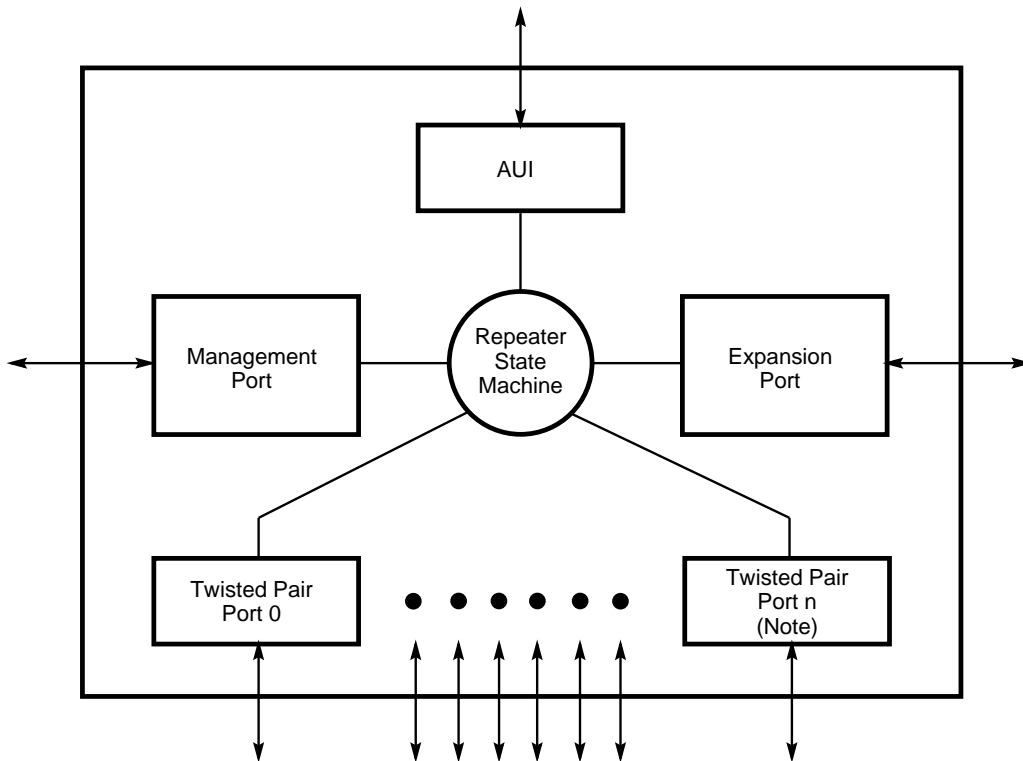 AUI
Management
Port
Repeater
State
Machine
Expansion
Port
Twisted Pair
Port 0
Twisted Pair
Port n
(Note)